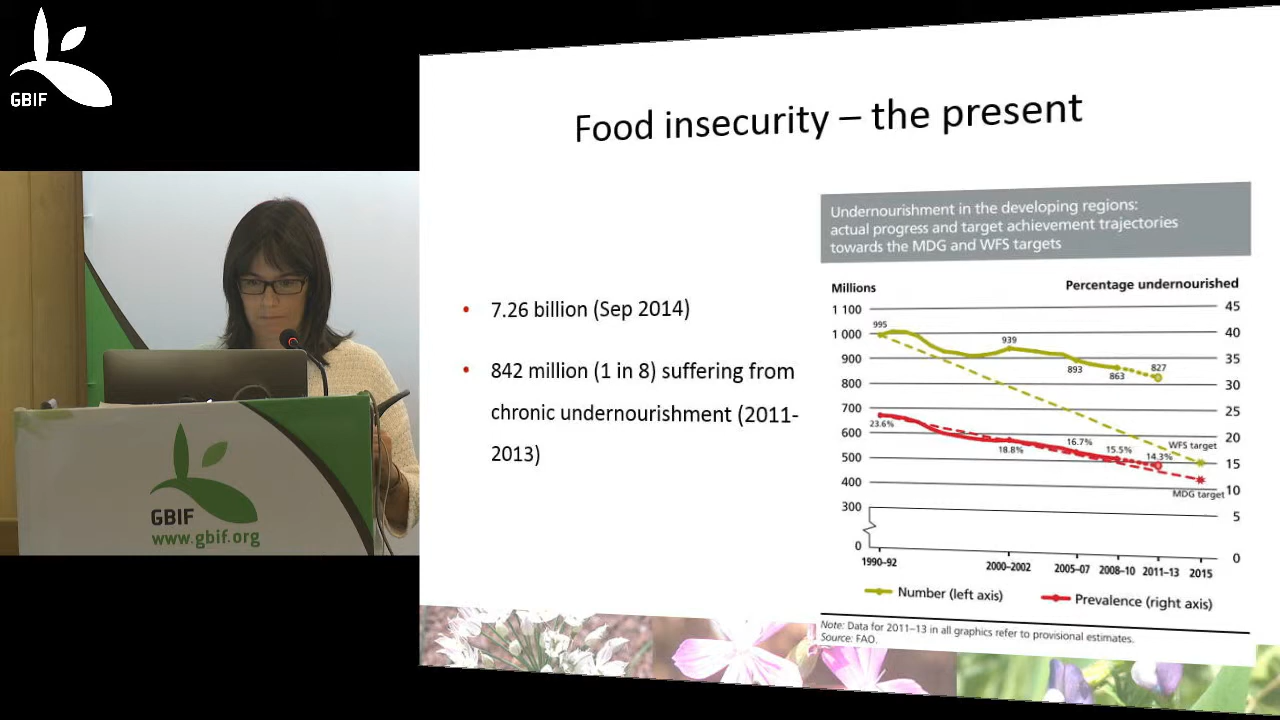 GBIF
Food insecurity – the present
• 7.26 billion (Sep 2014)
• 842 million (1 in 8) suffering from
chronic undernourishment (2011-
2013)
Undernourishment in the developing regions:
actual progress and target achievement trajectories
towards the MDG and WFS targets
Millions
Percentage undernourished
1 100
1 000
900
800
700
600
500
400
300
0
45
40
35
30
25
20
15
10
5
0
995
939
893
863
827
23.6%
18.8%
16.7%
15.5%
14.3%
WFS target
MDG target
1990–92
2000–2002
2005–07
2008–10
2011–13
2015
Number (left axis)
Prevalence (right axis)
Note: Data for 2011–13 in all graphics refer to provisional estimates.
Source: FAO.
GBIF
www.gbif.org